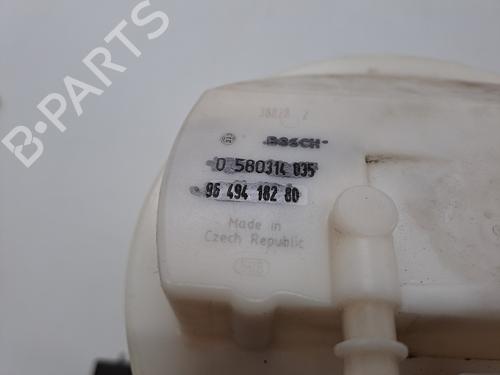 BOSCH
0 580314 035
96 494 182 80
Made in
Czech Republic
B-PARTS